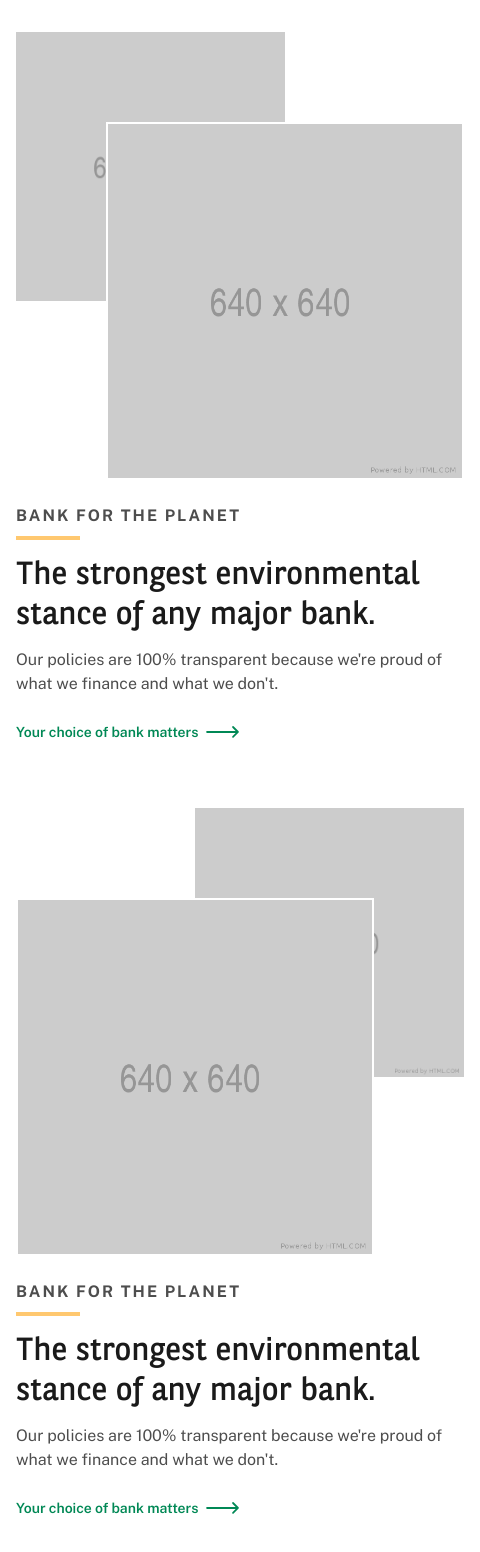 6
640 x 640
Powered by HTML.COM
BANK FOR THE PLANET
The strongest environmental
stance of any major bank.
Our policies are 100% transparent because we're proud of
what we finance and what we don't.
Your choice of bank matters
0
640 x 640
Powered by HTML.COM
Powered by HTML.COM
BANK FOR THE PLANET
The strongest environmental
stance of any major bank.
Our policies are 100% transparent because we're proud of
what we finance and what we don't.
Your choice of bank matters